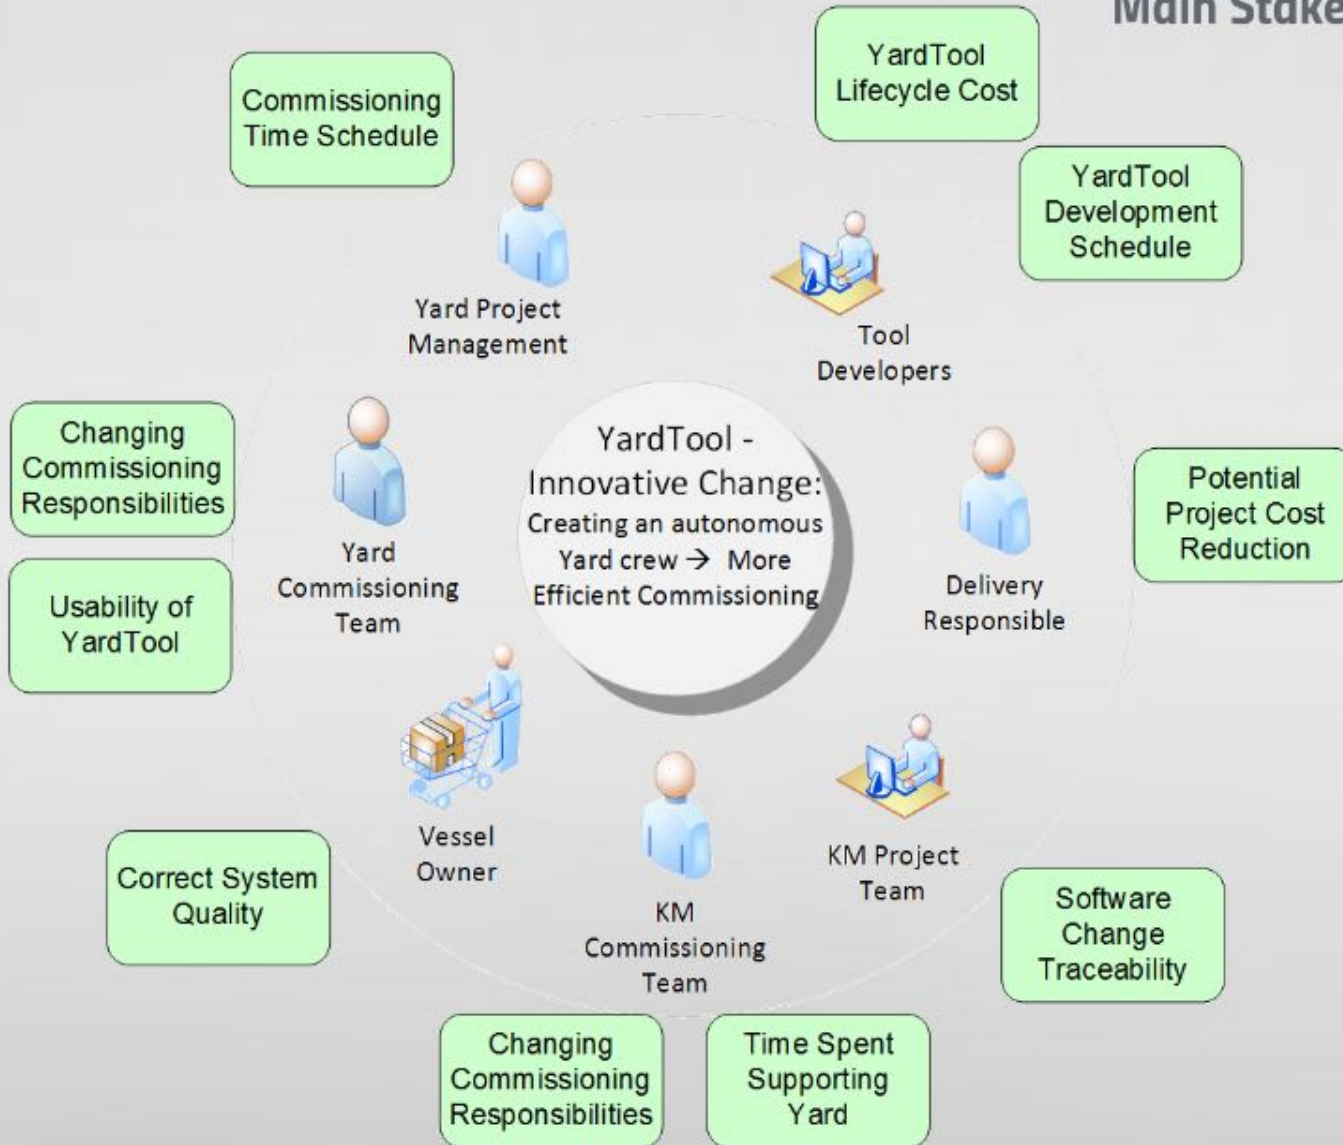 Main Stake
YardTool
Lifecycle Cost
Commissioning
Time Schedule
YardTool
Development
Schedule
Yard Project
Management
Tool
Developers
Changing
Commissioning
Responsibilities
YardTool -
Innovative Change:
Creating an autonomous
Yard crew → More
Efficient Commissioning
Potential
Project Cost
Reduction
Yard
Commissioning
Team
Delivery
Responsible
Usability of
YardTool
Vessel
Owner
KM Project
Team
Correct System
Quality
KM
Commissioning
Team
Software
Change
Traceability
Changing
Commissioning
Responsibilities
Time Spent
Supporting
Yard